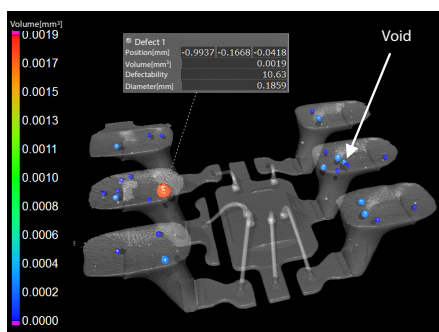 Volume[mm³]
0.0019
0.0017
0.0015
0.0013
0.0011
0.0010
0.0008
0.0006
0.0004
0.0002
0.0000
Defect 1
Position[mm] -0.9937 -0.1668 -0.0418
Volume[mm³] 0.0019
Defectability 10.63
Diameter[mm] 0.1859
Void